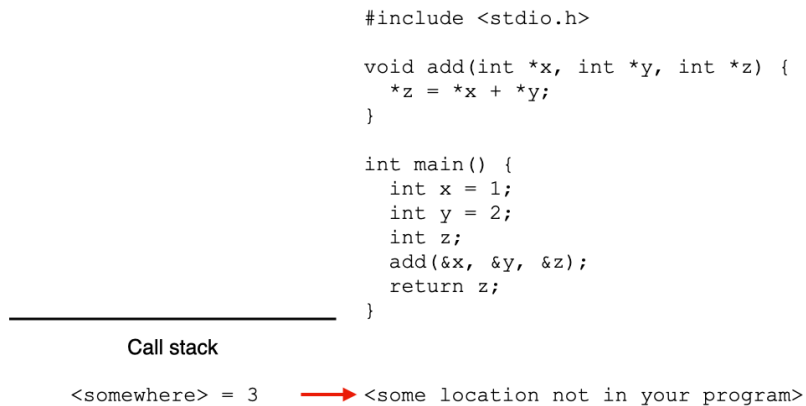 #include <stdio.h>
void add(int *x, int *y, int *z) {
  *z = *x + *y;
}
int main() {
  int x = 1;
  int y = 2;
  int z;
  add(&x, &y, &z);
  return z;
}
Call stack
<somewhere> = 3
<some location not in your program>